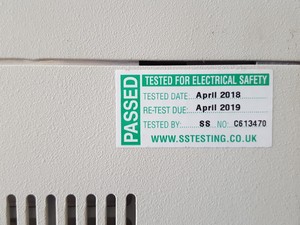 PASSED
TESTED FOR ELECTRICAL SAFETY
TESTED DATE: April 2018
RE-TEST DUE: April 2019
TESTED BY: SS NO: C613470
WWW.SSTESTING.CO.UK